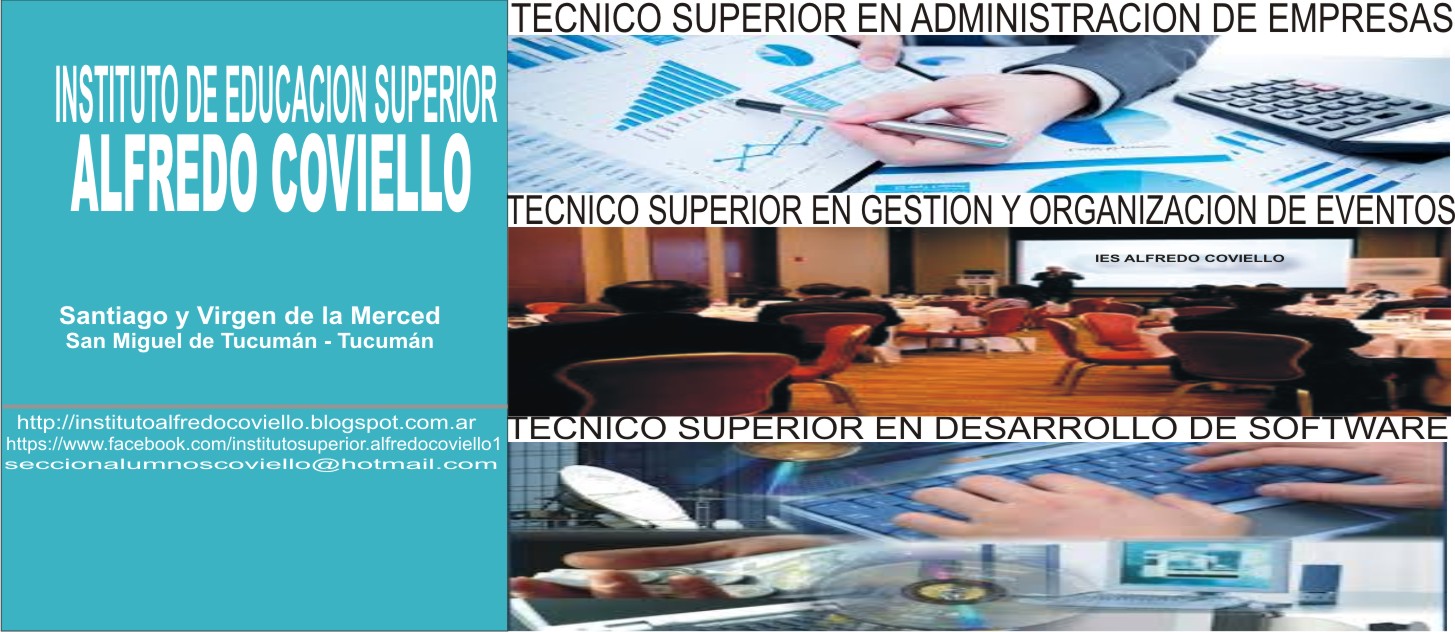 INSTITUTO DE EDUCACION SUPERIOR
ALFREDO COVIELLO
Santiago y Virgen de la Merced
San Miguel de Tucumán - Tucumán
http://institutoalfredocoviello.blogspot.com.ar
https://www.facebook.com/institutosuperior.alfredocoviello1
seccionalumnoscoviello@hotmail.com
TECNICO SUPERIOR EN ADMINISTRACION DE EMPRESAS
TECNICO SUPERIOR EN GESTION Y ORGANIZACION DE EVENTOS
IES ALFREDO COVIELLO
TECNICO SUPERIOR EN DESARROLLO DE SOFTWARE